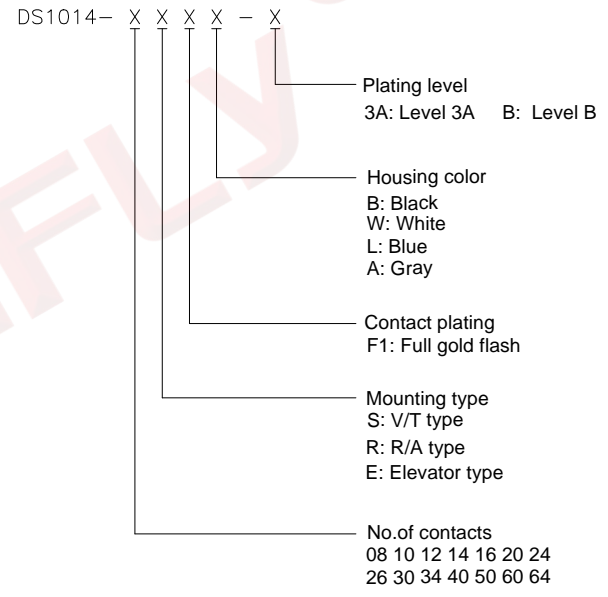 DS1014- X X X X - X
Plating level
3A: Level 3A B: Level B
Housing color
B: Black
W: White
L: Blue
A: Gray
Contact plating
F1: Full gold flash
Mounting type
S: V/T type
R: R/A type
E: Elevator type
No.of contacts
08 10 12 14 16 20 24
26 30 34 40 50 60 64